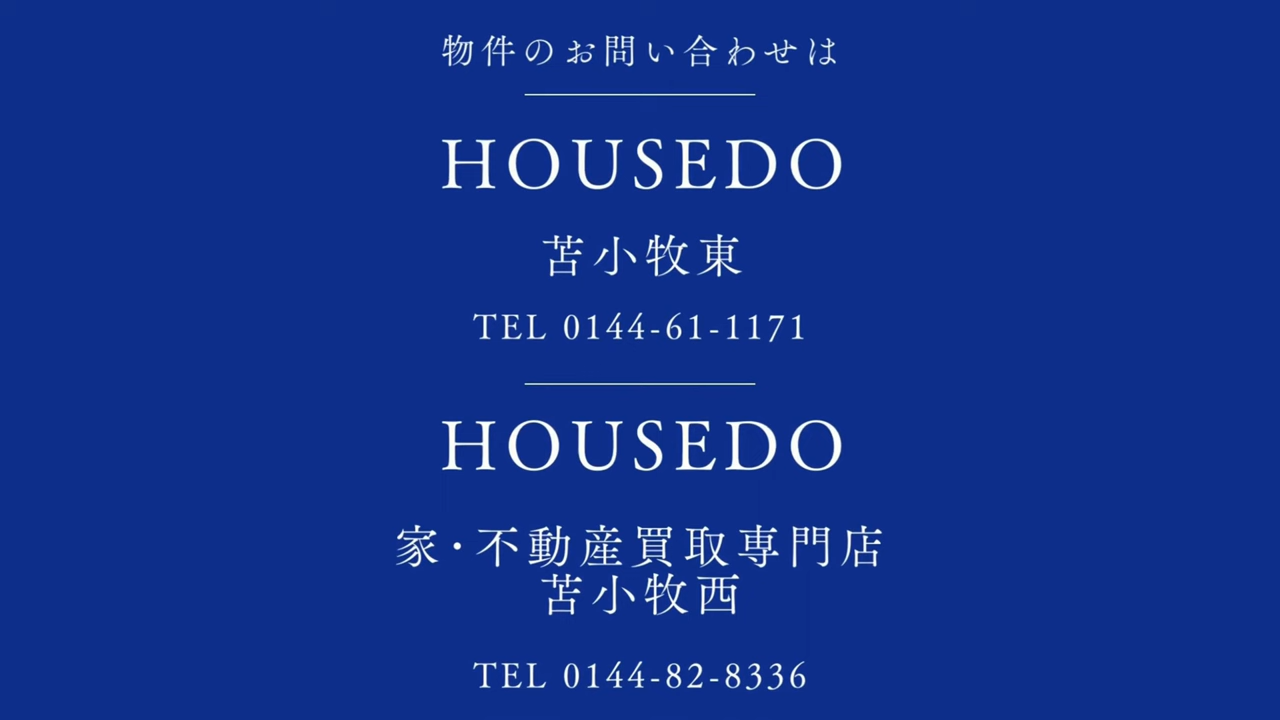 物件のお問い合わせは
HOUSEDO
苫小牧東
TEL 0144-61-1171
HOUSEDO
家・不動産買取専門店
苫小牧西
TEL 0144-82-8336